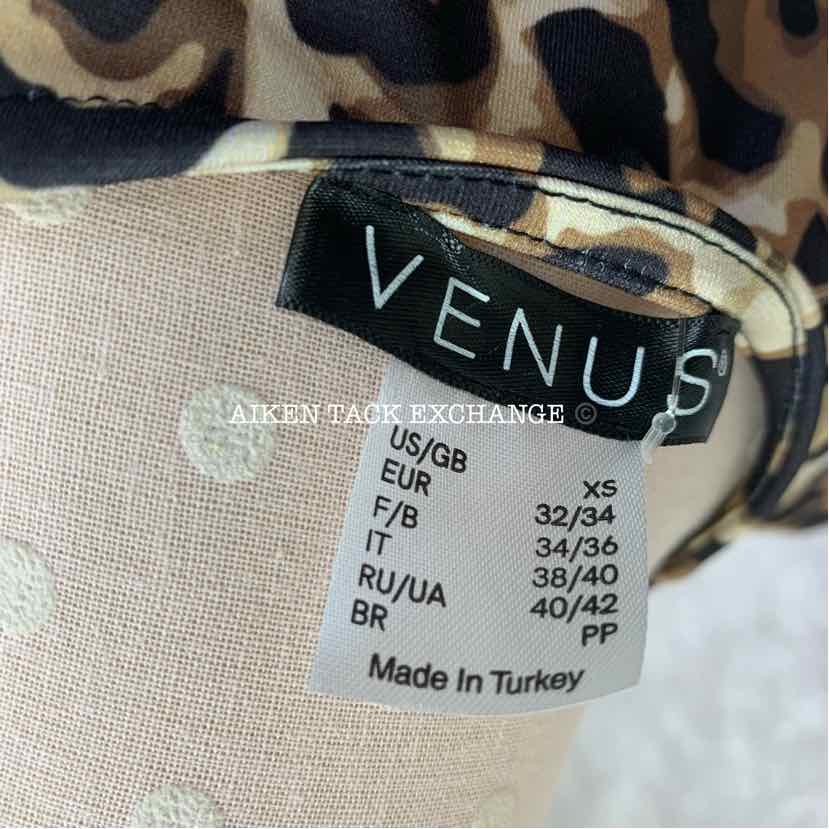 VENUS®
AIKEN TACK EXCHANGE ©
US/GB XS
EUR 32/34
F/B 34/36
IT 38/40
RU/UA 40/42
BR PP
Made In Turkey